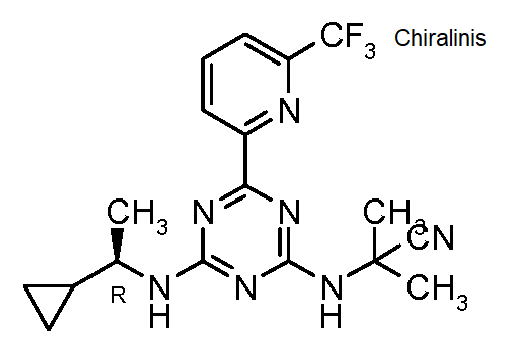 CF3 Chiralinis
N
CH3 N N CH3
CN
R N H N N H CH3